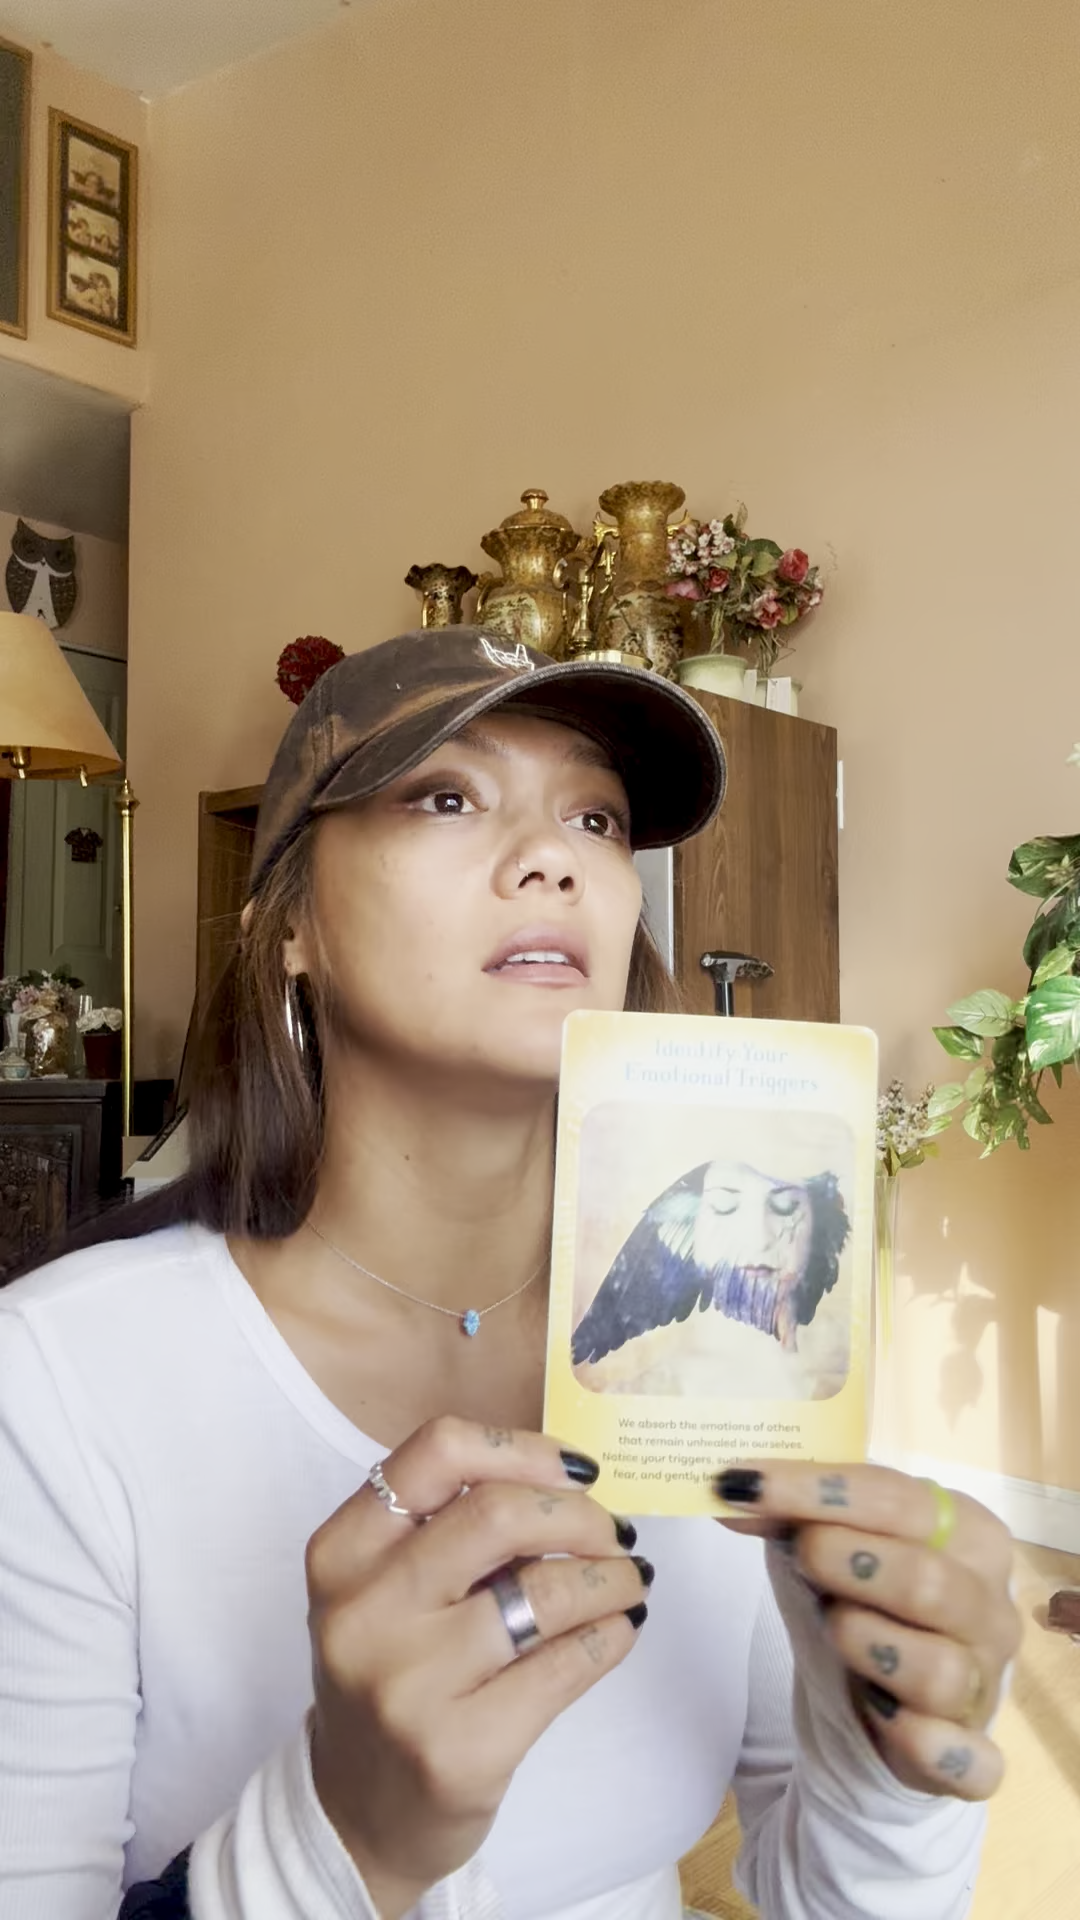 Identify Your
Emotional Triggers
We absorb the emotions of others
that remain unhealed in ourselves.
Notice your triggers, such
fear, and gently